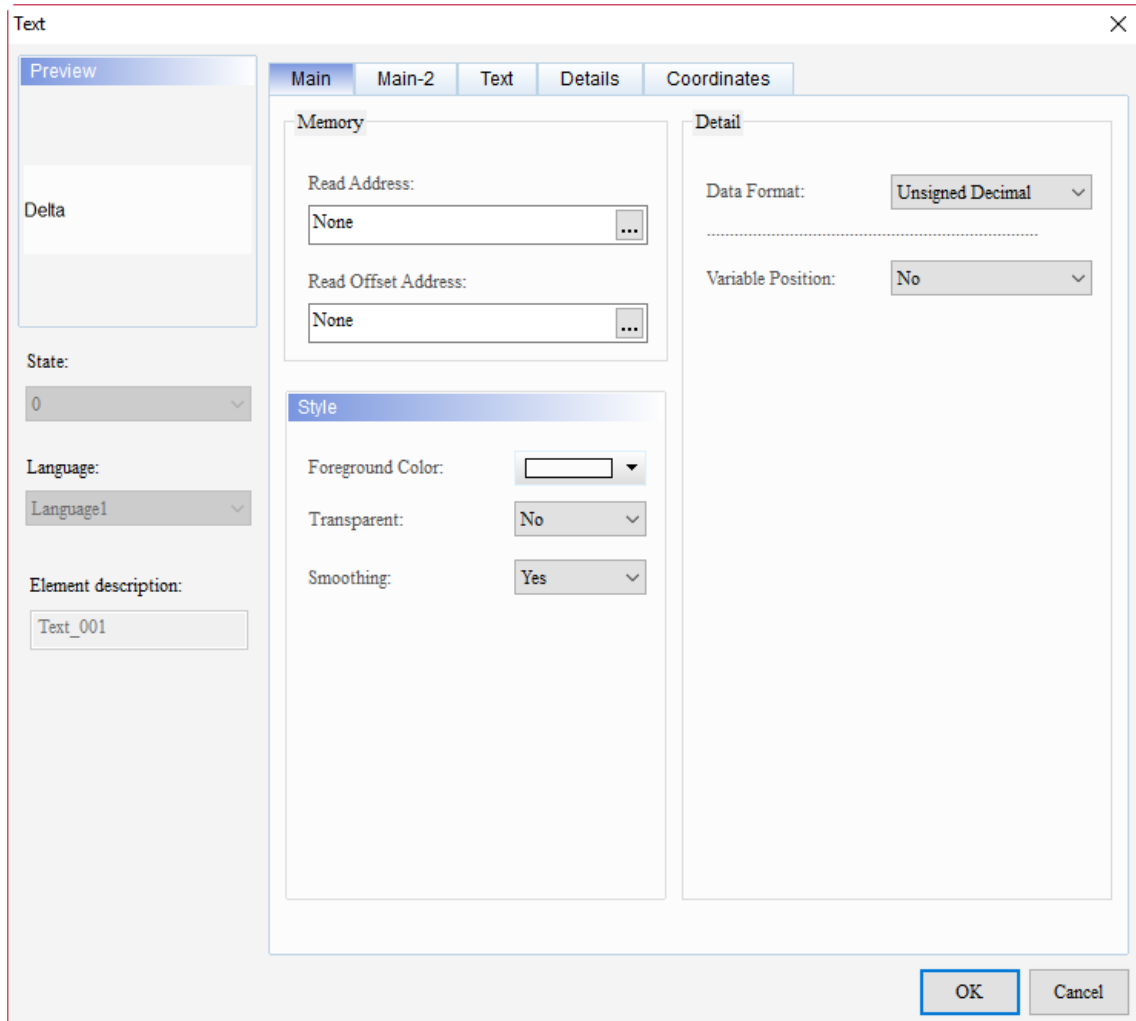 Text
Preview
Delta
State:
0
Language:
Language1
Element description:
Text_001
Main Main-2 Text Details Coordinates
Memory
Read Address:
None ...
Read Offset Address:
None ...
Style
Foreground Color:
Transparent: No
Smoothing: Yes
Detail
Data Format: Unsigned Decimal
Variable Position: No
OK Cancel